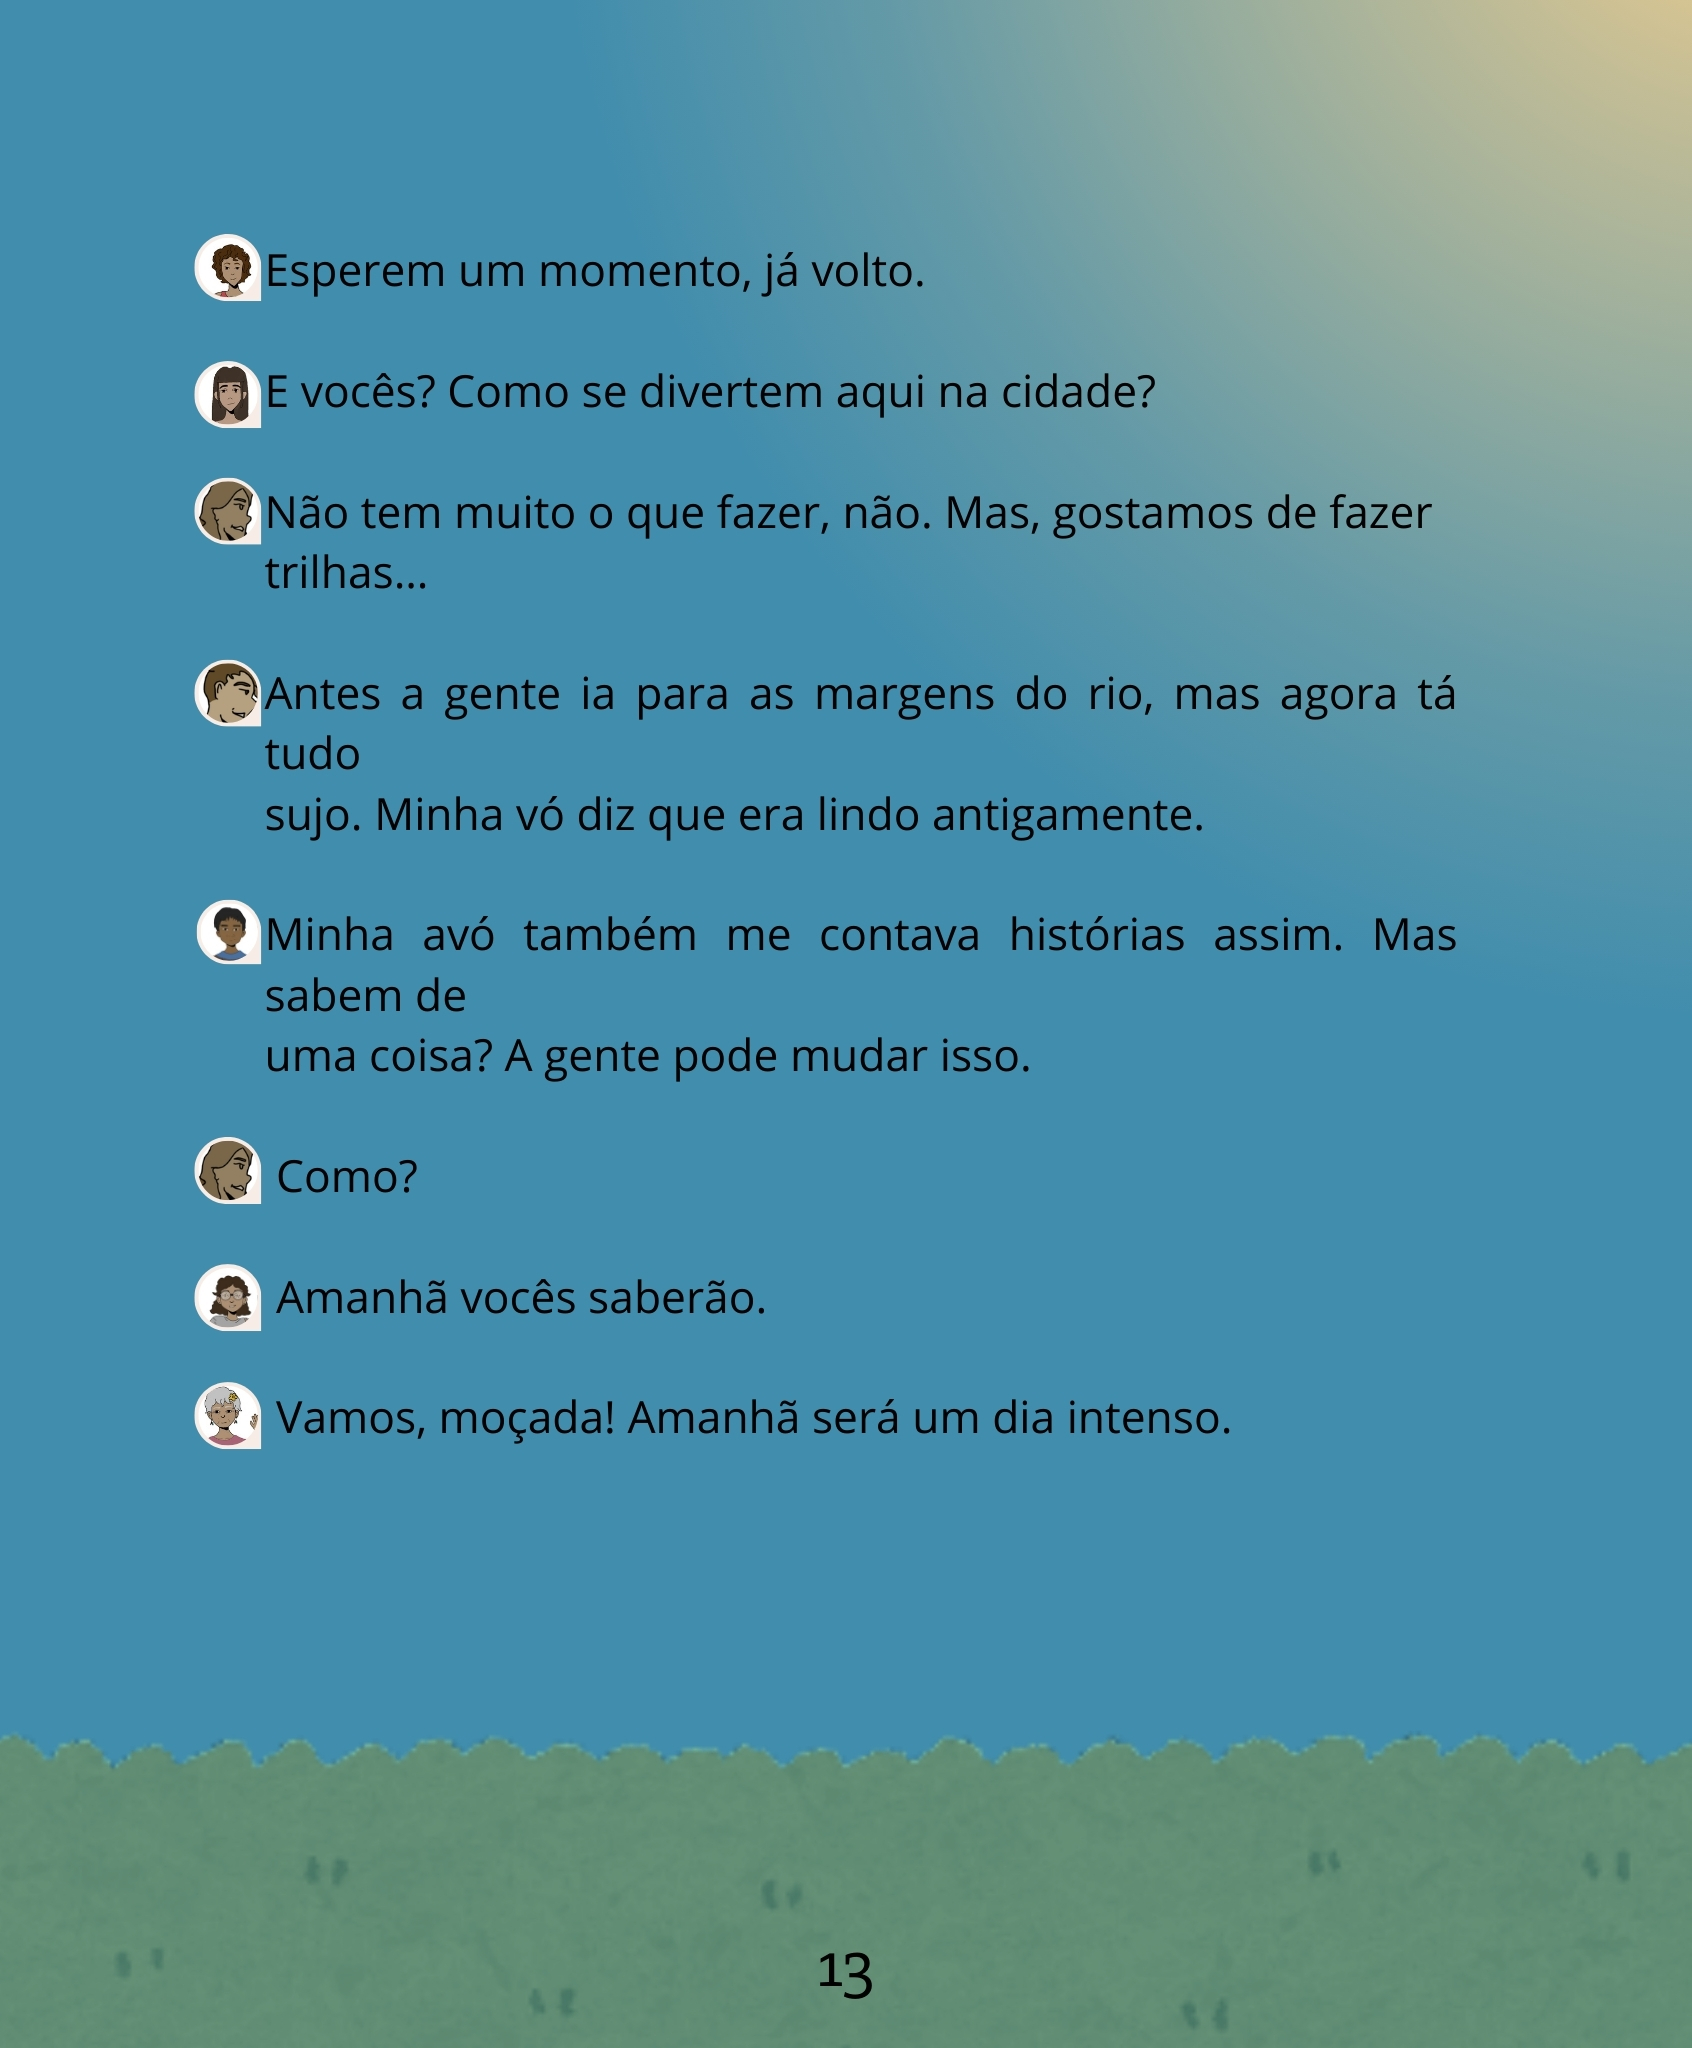 Esperem um momento, já volto.
E vocês? Como se divertem aqui na cidade?
Não tem muito o que fazer, não. Mas, gostamos de fazer
trilhas...
Antes a gente ia para as margens do rio, mas agora tá
tudo
sujo. Minha vó diz que era lindo antigamente.
Minha avó também me contava histórias assim. Mas
sabem de
uma coisa? A gente pode mudar isso.
Como?
Amanhã vocês saberão.
Vamos, moçada! Amanhã será um dia intenso.
13